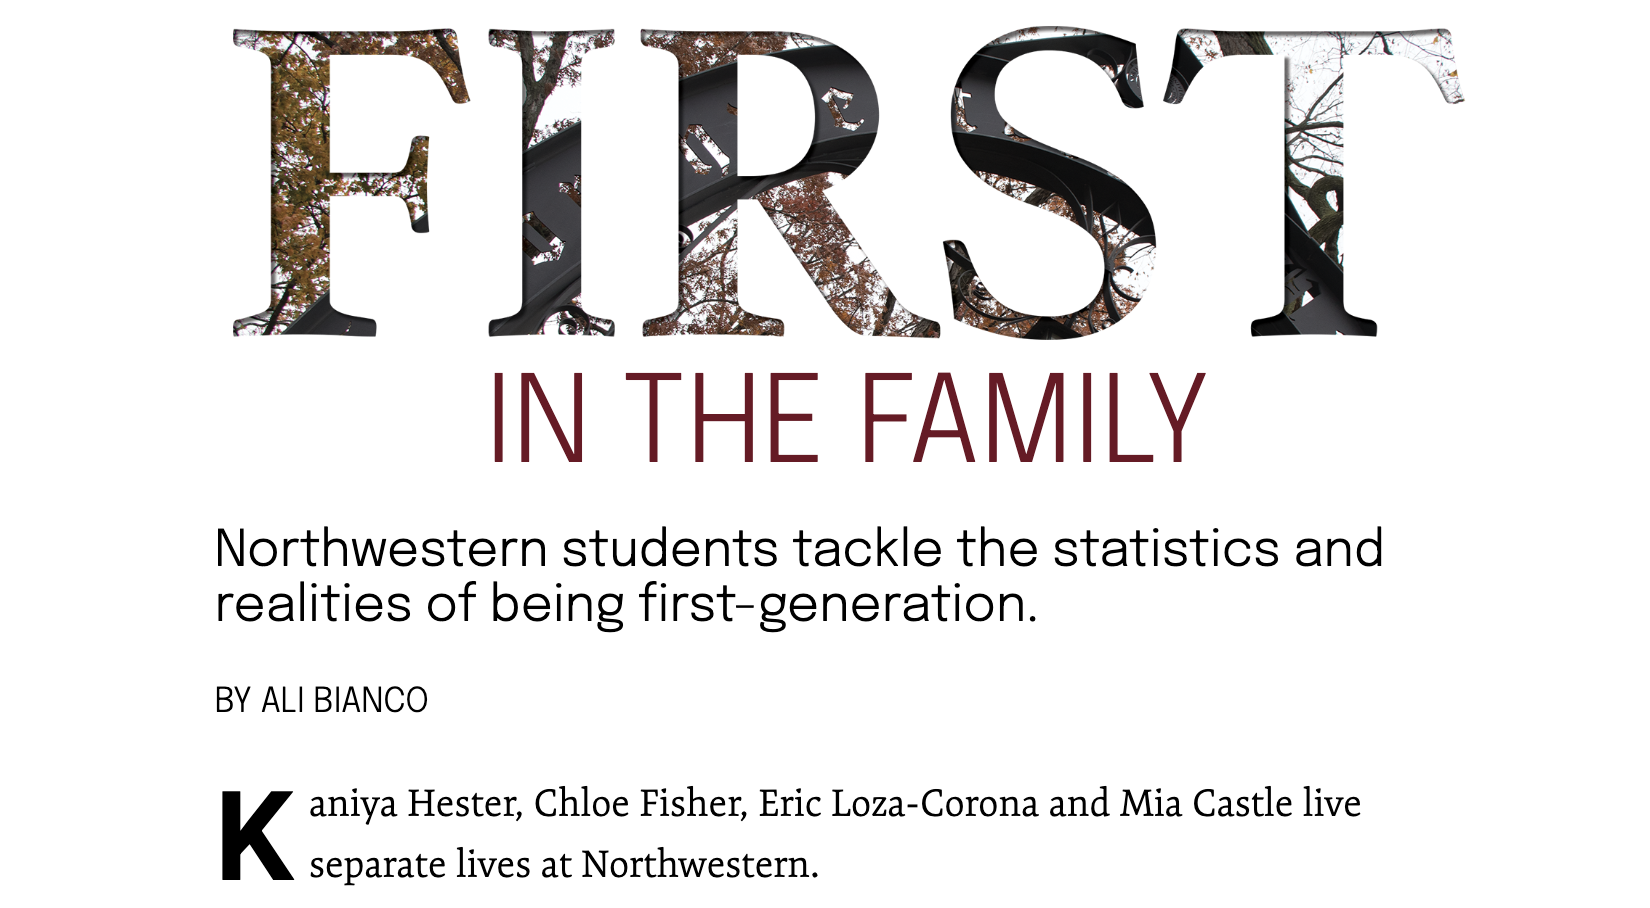 FIRST
IN THE FAMILY
Northwestern students tackle the statistics and
realities of being first-generation.
BY ALI BIANCO
Kaniya Hester, Chloe Fisher, Eric Loza-Corona and Mia Castle live
separate lives at Northwestern.